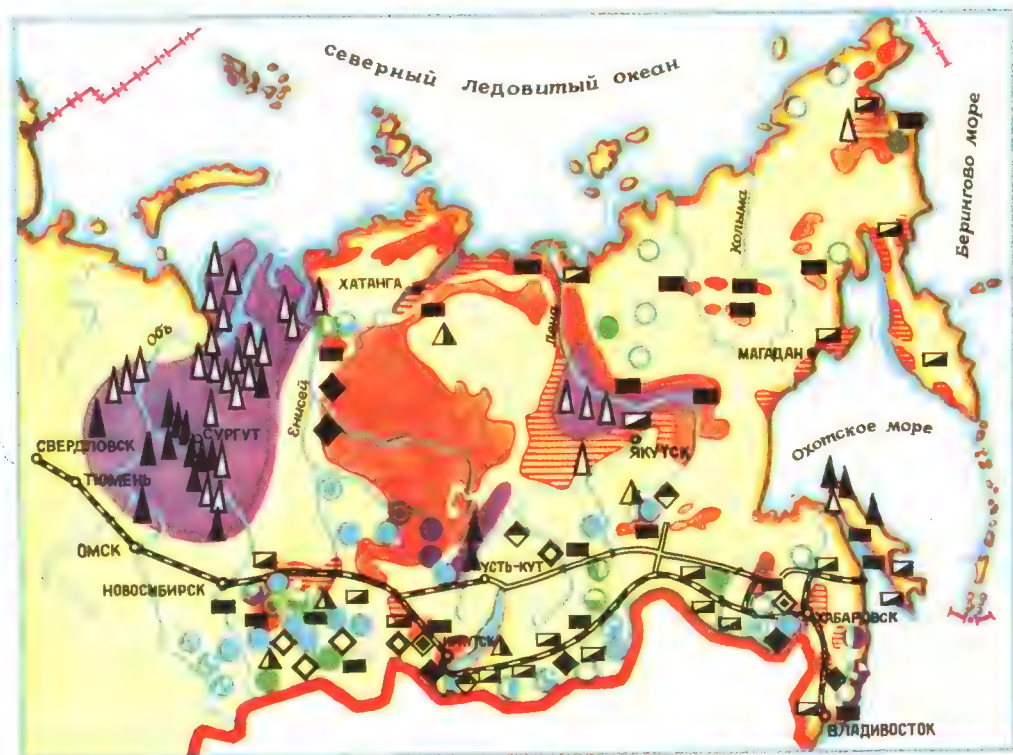 Северный Ледовитый океан
Берингово море
Колыма
ХАТАНГА
Лена
Обь
МАГАДАН
Енисей
СУРГУТ
СВЕРДЛОВСК
ЯКУТСК
Охотское море
ТЮМЕНЬ
ОМСК
УСТЬ-КУТ
НОВОСИБИРСК
ХАБАРОВСК
ИРКУТСК
ВЛАДИВОСТОК